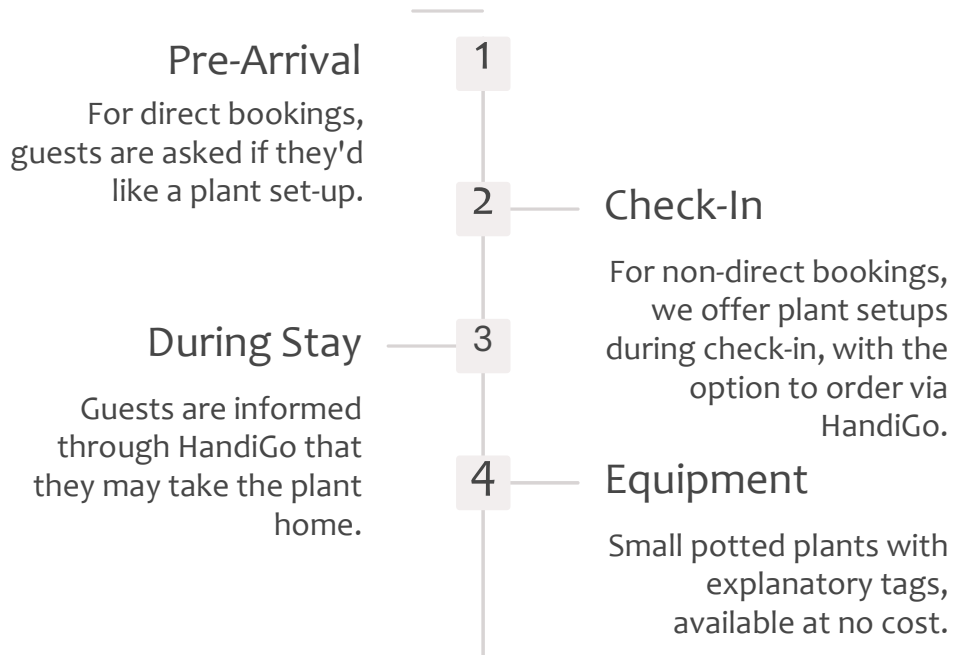 Pre-Arrival
1
For direct bookings,
guests are asked if they'd
like a plant set-up.
2
Check-In
For non-direct bookings,
we offer plant setups
during check-in, with the
option to order via
HandiGo.
During Stay
3
Guests are informed
through HandiGo that
they may take the plant
home.
4
Equipment
Small potted plants with
explanatory tags,
available at no cost.